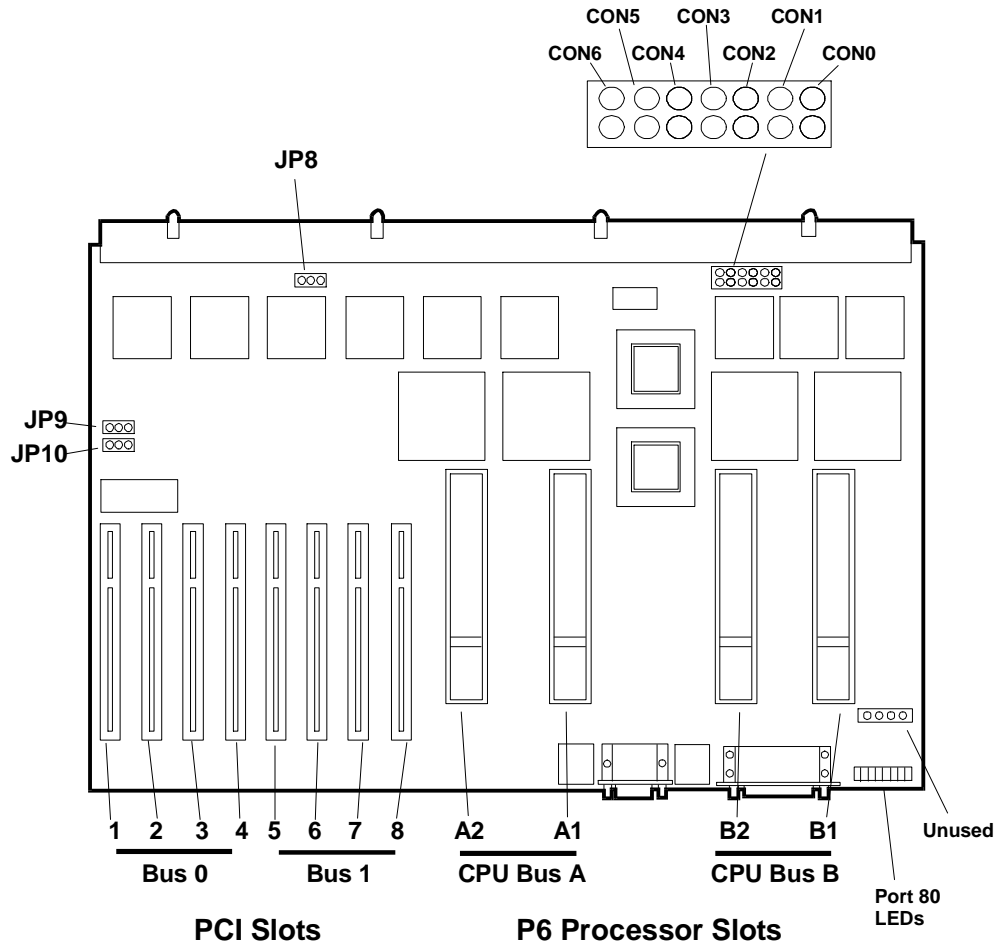 CON5 CON3 CON1
CON6 CON4 CON2 CON0
JP8
JP9
JP10
1 2 3 4 5 6 7 8 A2 A1 B2 B1 Unused
Bus 0 Bus 1 CPU Bus A CPU Bus B
Port 80
LEDs
PCI Slots P6 Processor Slots